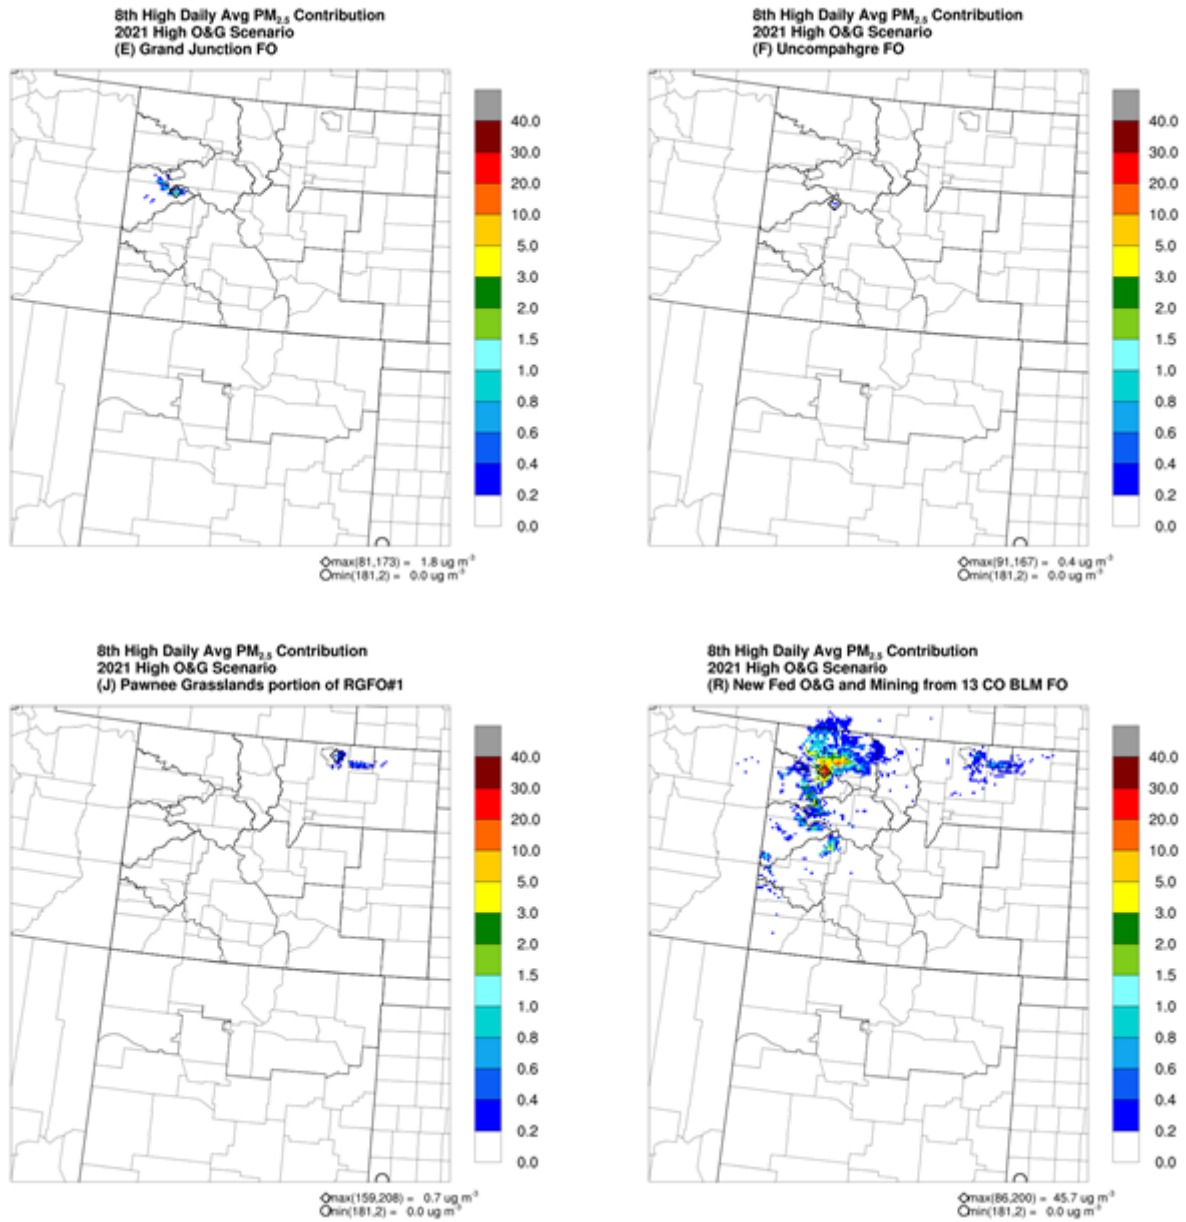 8th High Daily Avg PM2.5 Contribution
2021 High O&G Scenario
(E) Grand Junction FO
40.0
30.0
20.0
10.0
5.0
3.0
2.0
1.5
1.0
0.8
0.6
0.4
0.2
0.0
max(81,173) = 1.8 ug m-3
min(181,2) = 0.0 ug m-3
8th High Daily Avg PM2.5 Contribution
2021 High O&G Scenario
(F) Uncompahgre FO
40.0
30.0
20.0
10.0
5.0
3.0
2.0
1.5
1.0
0.8
0.6
0.4
0.2
0.0
max(91,167) = 0.4 ug m-3
min(181,2) = 0.0 ug m-3
8th High Daily Avg PM2.5 Contribution
2021 High O&G Scenario
(J) Pawnee Grasslands portion of RGFO#1
40.0
30.0
20.0
10.0
5.0
3.0
2.0
1.5
1.0
0.8
0.6
0.4
0.2
0.0
max(159,208) = 0.7 ug m-3
min(181,2) = 0.0 ug m-3
8th High Daily Avg PM2.5 Contribution
2021 High O&G Scenario
(R) New Fed O&G and Mining from 13 CO BLM FO
40.0
30.0
20.0
10.0
5.0
3.0
2.0
1.5
1.0
0.8
0.6
0.4
0.2
0.0
max(86,200) = 45.7 ug m-3
min(181,2) = 0.0 ug m-3